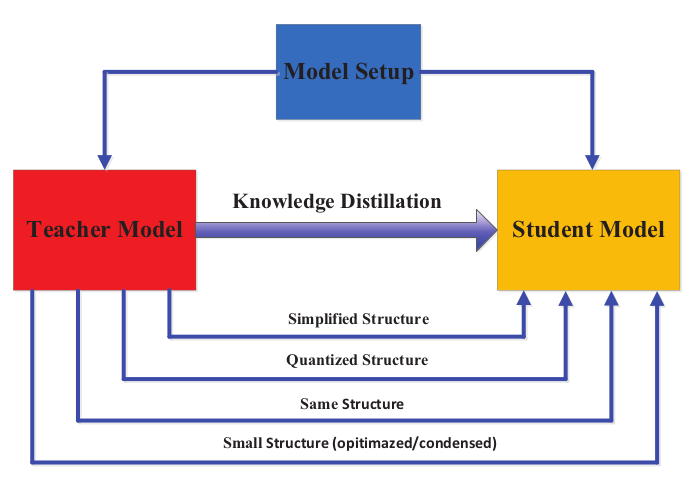 Model Setup
Knowledge Distillation
Teacher Model
Student Model
Simplified Structure
Quantized Structure
Same Structure
Small Structure (opitimazed/condensed)